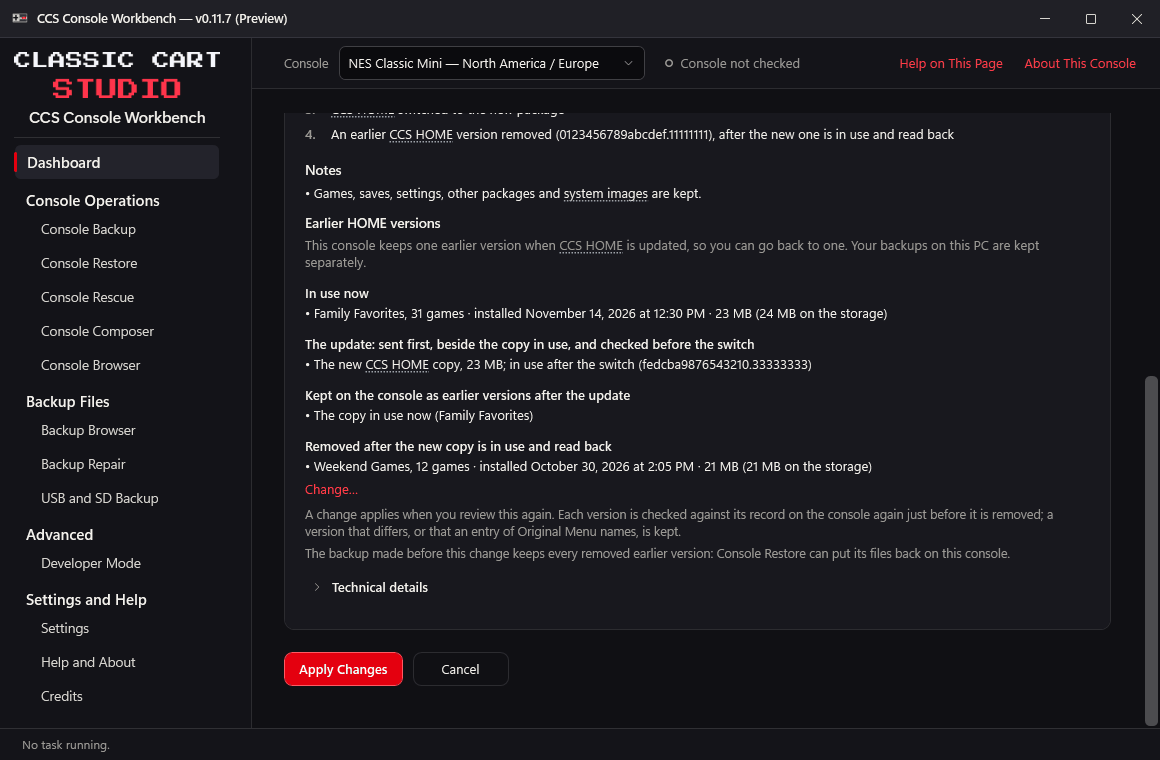 CCS Console Workbench — v0.11.7 (Preview)
CLASSIC CART
STUDIO
CCS Console Workbench
Dashboard
Console Operations
Console Backup
Console Restore
Console Rescue
Console Composer
Console Browser
Backup Files
Backup Browser
Backup Repair
USB and SD Backup
Advanced
Developer Mode
Settings and Help
Settings
Help and About
Credits
Console
NES Classic Mini — North America / Europe
Console not checked
Help on This Page
About This Console
4. An earlier CCS HOME version removed (0123456789abcdef.11111111), after the new one is in use and read back
Notes
• Games, saves, settings, other packages and system images are kept.
Earlier HOME versions
This console keeps one earlier version when CCS HOME is updated, so you can go back to one. Your backups on this PC are kept
separately.
In use now
• Family Favorites, 31 games · installed November 14, 2026 at 12:30 PM · 23 MB (24 MB on the storage)
The update: sent first, beside the copy in use, and checked before the switch
• The new CCS HOME copy, 23 MB; in use after the switch (fedcba9876543210.33333333)
Kept on the console as earlier versions after the update
• The copy in use now (Family Favorites)
Removed after the new copy is in use and read back
• Weekend Games, 12 games · installed October 30, 2026 at 2:05 PM · 21 MB (21 MB on the storage)
Change...
A change applies when you review this again. Each version is checked against its record on the console again just before it is removed; a
version that differs, or that an entry of Original Menu names, is kept.
The backup made before this change keeps every removed earlier version: Console Restore can put its files back on this console.
Technical details
Apply Changes
Cancel
No task running.